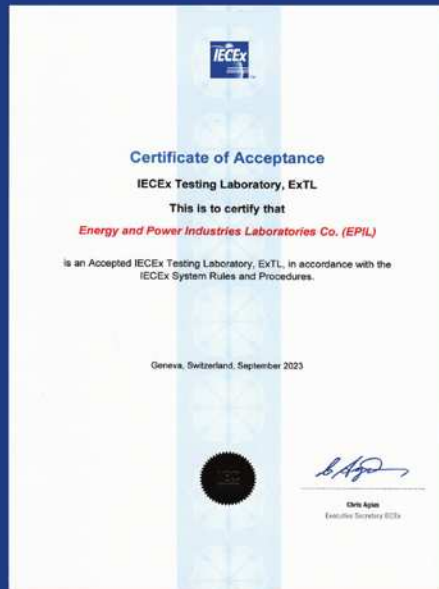 IECEx
Certificate of Acceptance
IECEx Testing Laboratory, ExTL
This is to certify that
Energy and Power Industries Laboratories Co. (EPIL)
is an Accepted IECEx Testing Laboratory, ExTL, in accordance with the
IECEx System Rules and Procedures.
Geneva, Switzerland, September 2023
IEC
Chris Agius
Executive Secretary IECEx